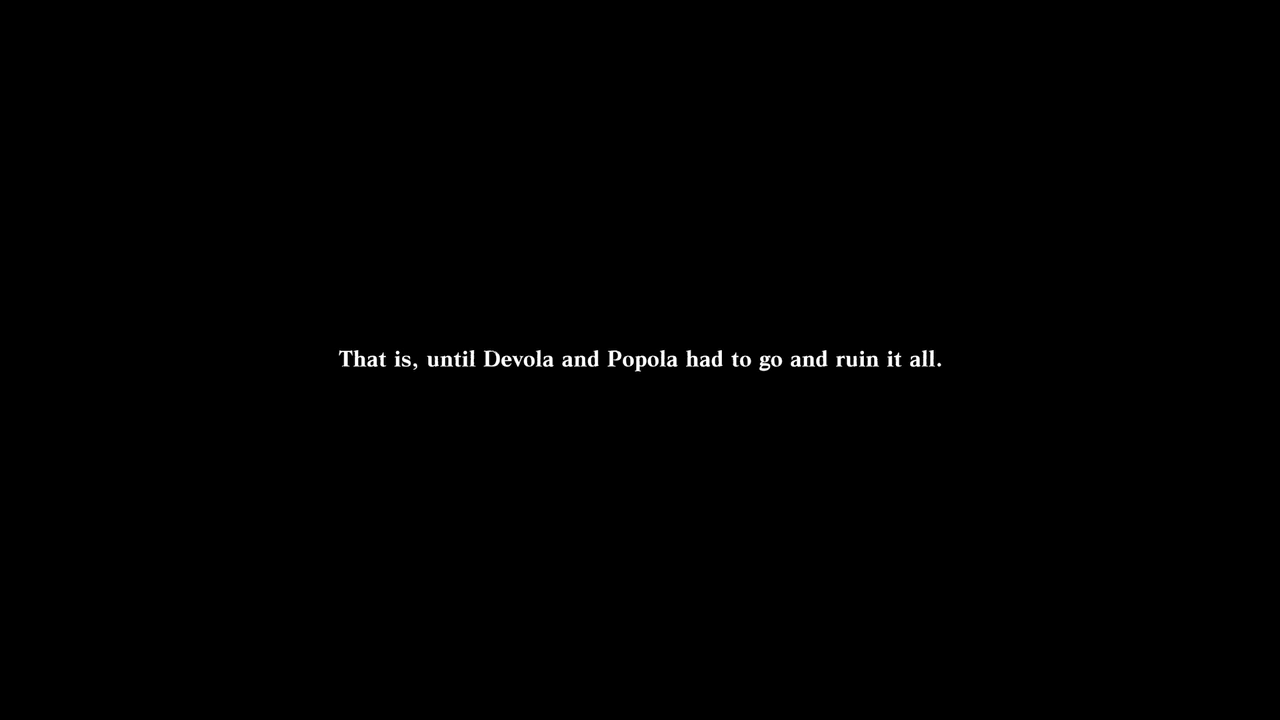 That is, until Devola and Popola had to go and ruin it all.